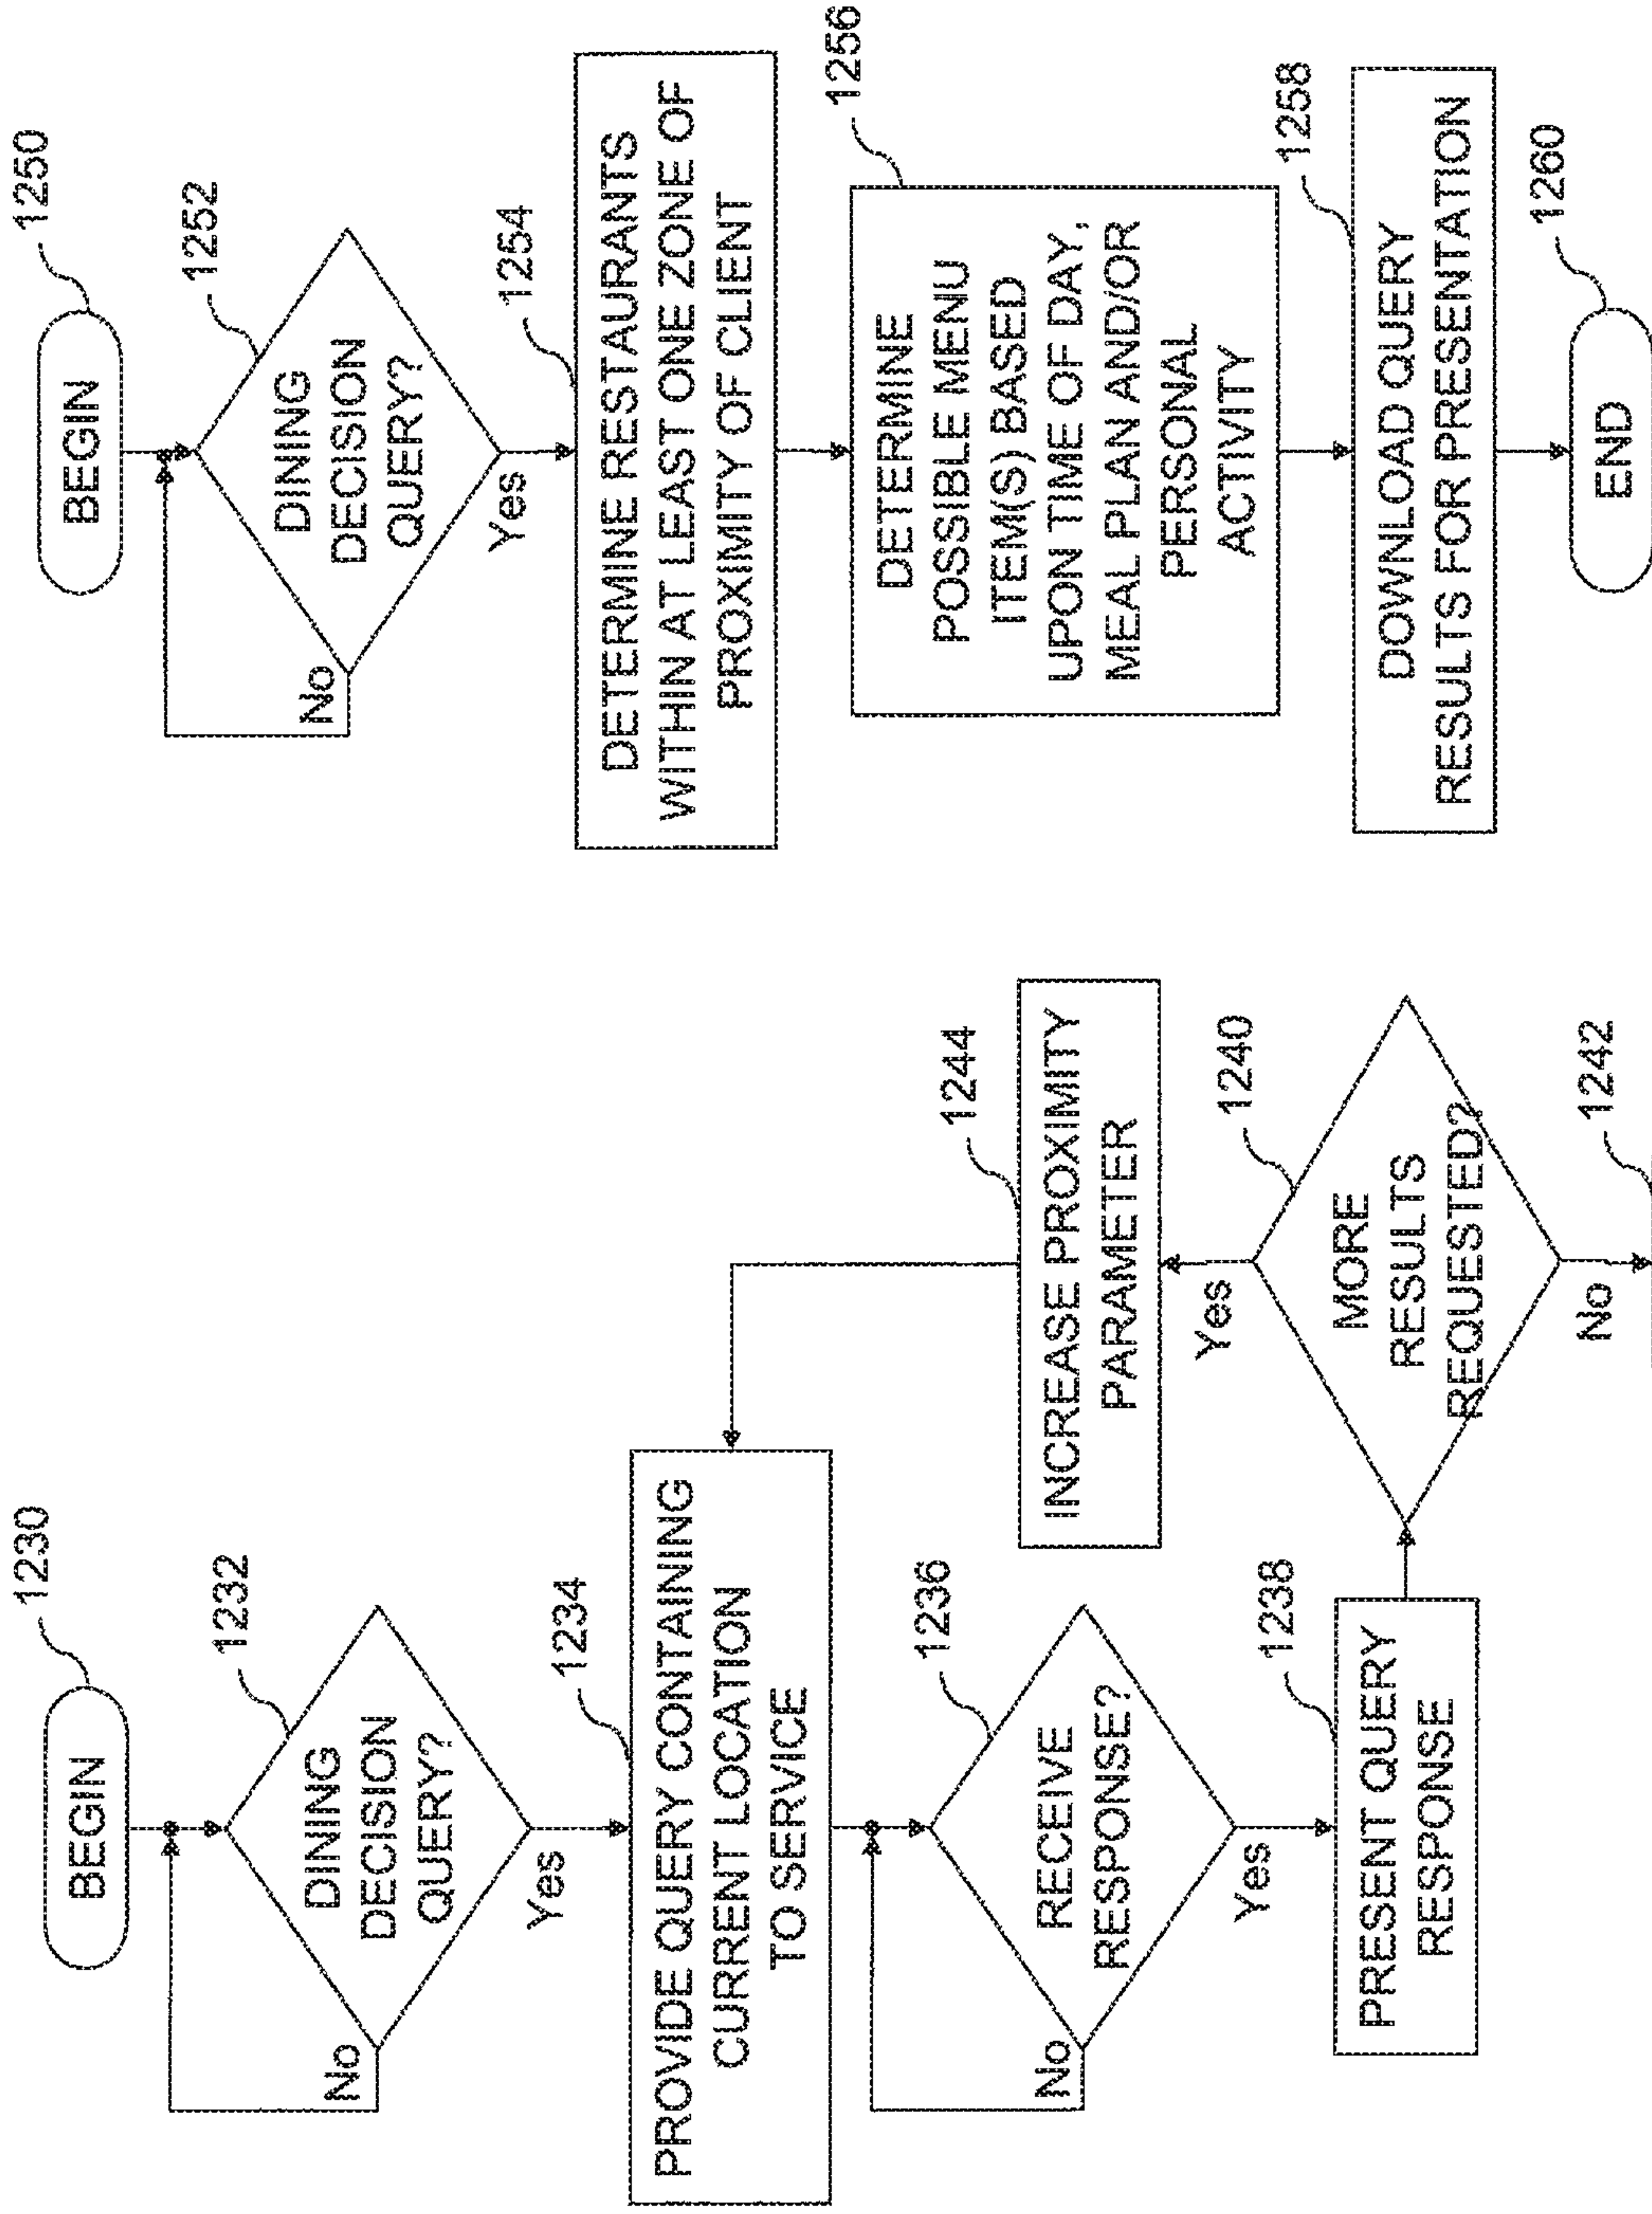 1230
BEGIN
1232
DINING
DECISION
QUERY?
No
Yes
1234
PROVIDE QUERY CONTAINING
CURRENT LOCATION
TO SERVICE
1236
RECEIVE
RESPONSE?
No
Yes
1238
PRESENT QUERY
RESPONSE
1244
INCREASE PROXIMITY
PARAMETER
Yes
1240
MORE
RESULTS
REQUESTED?
No
1242
1250
BEGIN
1252
DINING
DECISION
QUERY?
No
Yes
1254
DETERMINE RESTAURANTS
WITHIN AT LEAST ONE ZONE OF
PROXIMITY OF CLIENT
1256
DETERMINE
POSSIBLE MENU
ITEM(S) BASED
UPON TIME OF DAY,
MEAL PLAN AND/OR
PERSONAL
ACTIVITY
1258
DOWNLOAD QUERY
RESULTS FOR PRESENTATION
1260
END